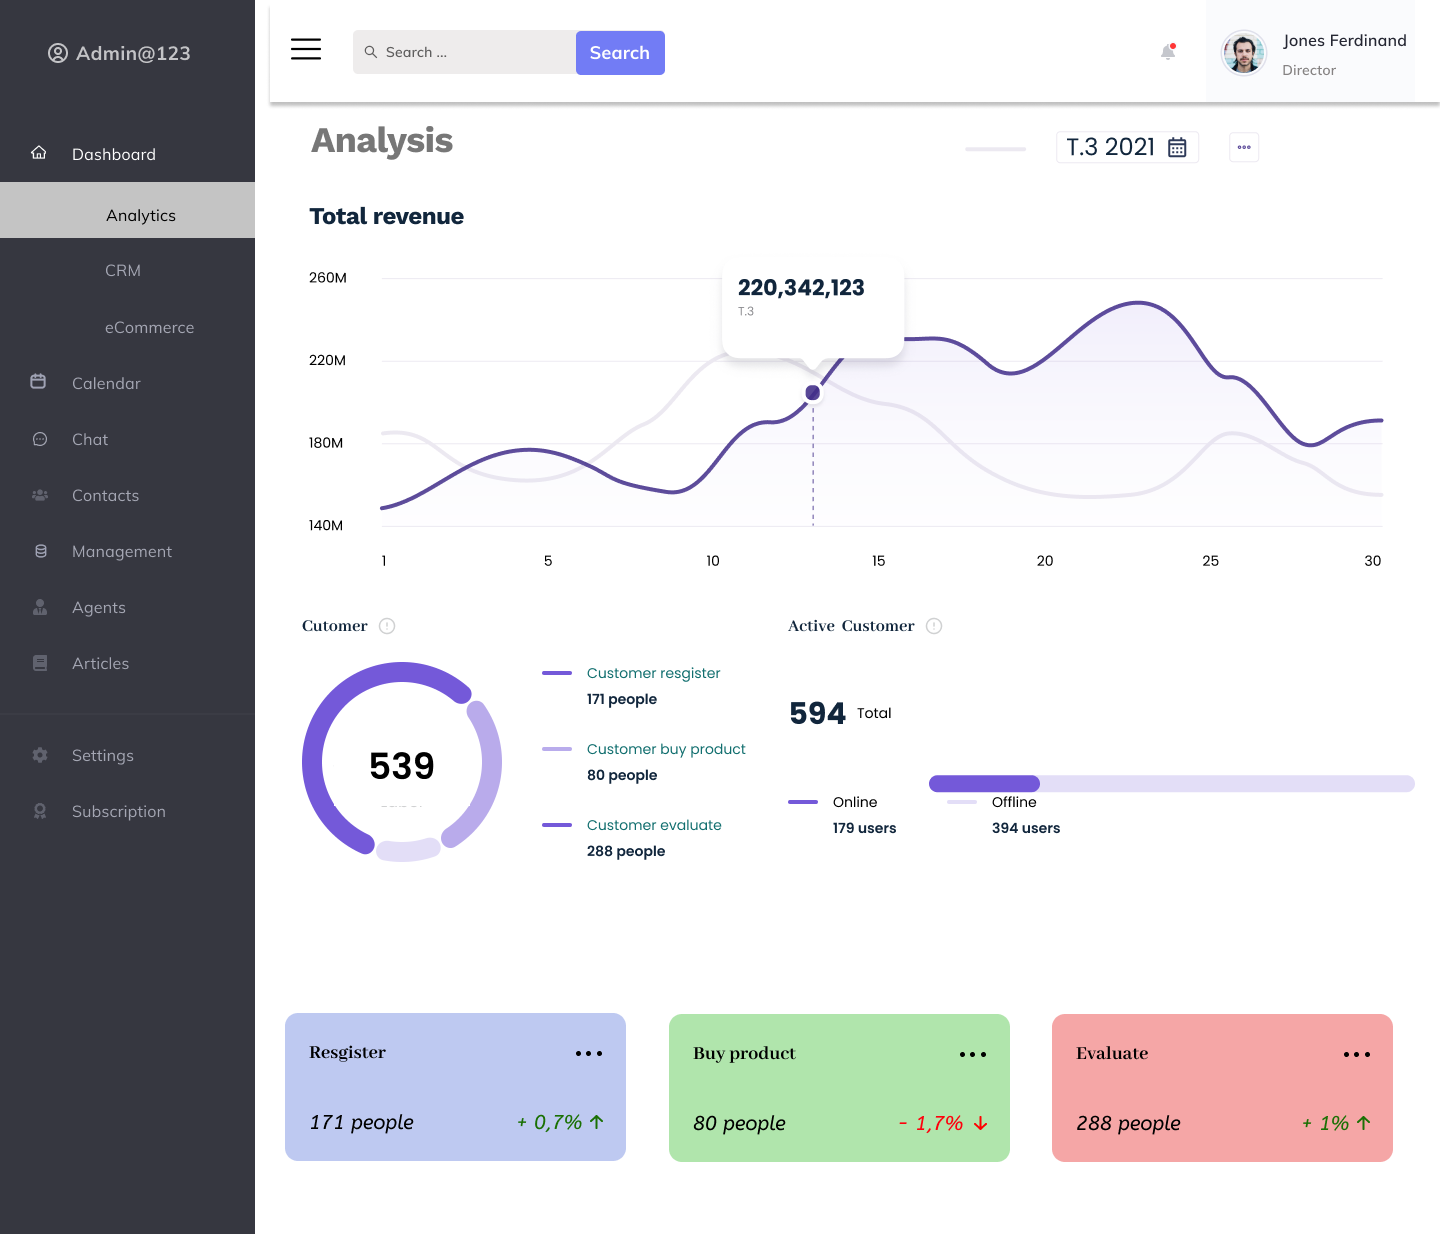 Admin@123
Search ...
Search
Jones Ferdinand
Director
Dashboard
Analytics
CRM
eCommerce
Calendar
Chat
Contacts
Management
Agents
Articles
Settings
Subscription
Analysis
T.3 2021
Total revenue
260M
220M
180M
140M
220,342,123
T.3
1
5
10
15
20
25
30
Cutomer
539
Customer resgister
171 people
Customer buy product
80 people
Customer evaluate
288 people
Active Customer
594 Total
Online
179 users
Offline
394 users
Resgister
171 people
+ 0,7%
Buy product
80 people
- 1,7%
Evaluate
288 people
+ 1%